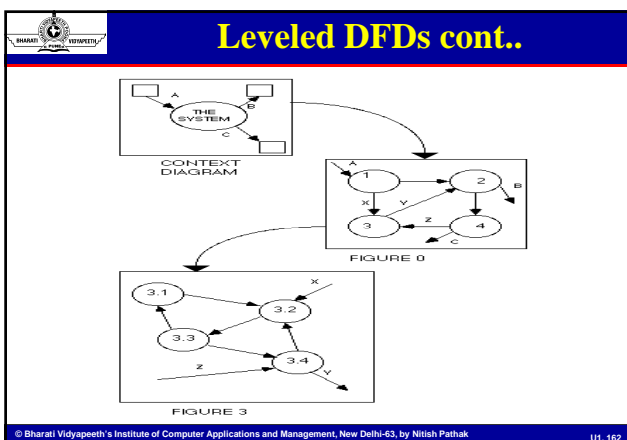 BHARATI VIDYAPEETH
PUNE
Leveled DFDs cont..
A
B
THE
SYSTEM
C
CONTEXT
DIAGRAM
A
1
2
B
X
Y
3
Z
4
C
FIGURE 0
X
3.1
3.2
3.3
3.4
Z
Y
FIGURE 3
© Bharati Vidyapeeth's Institute of Computer Applications and Management, New Delhi-63, by Nitish Pathak
U1. 162